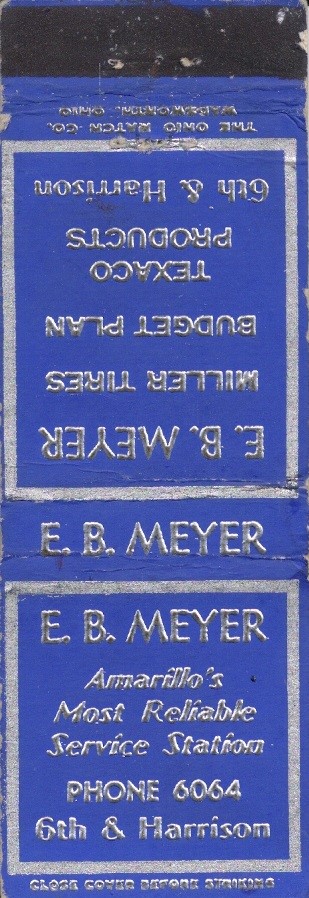 THE OHIO MATCH CO.
WADSWORTH, OHIO
E. B. MEYER
MILLER TIRES
BUDGET PLAN
TEXACO
PRODUCTS
6th & Harrison
E. B. MEYER
E. B. MEYER
Amarillo's
Most Reliable
Service Station
PHONE 6064
6th & Harrison
CLOSE COVER BEFORE STRIKING